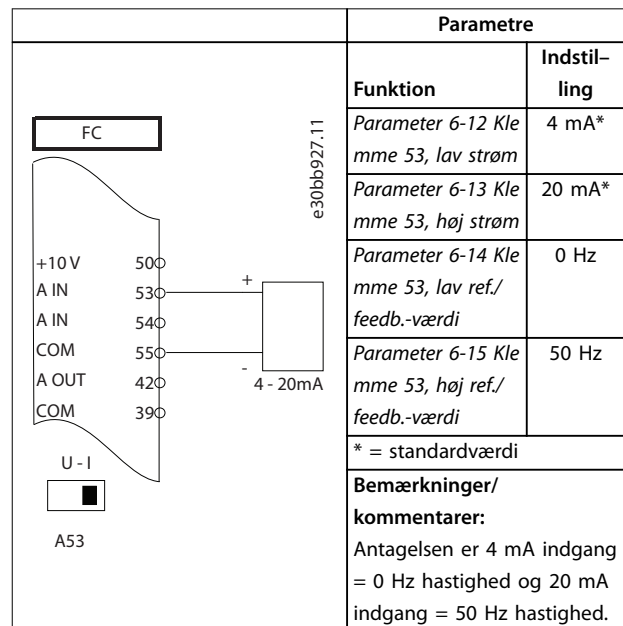 Parametre
Funktion
Indstil–
ling
Parameter 6-12 Kle
mme 53, lav strøm
4 mA*
Parameter 6-13 Kle
mme 53, høj strøm
20 mA*
Parameter 6-14 Kle
mme 53, lav ref./
feedb.-værdi
0 Hz
Parameter 6-15 Kle
mme 53, høj ref./
feedb.-værdi
50 Hz
* = standardværdi
Bemærkninger/
kommentarer:
Antagelsen er 4 mA indgang
= 0 Hz hastighed og 20 mA
indgang = 50 Hz hastighed.
FC
e30bb927.11
+10 V 50
A IN 53
A IN 54
COM 55
A OUT 42
COM 39
+
-
4 - 20mA
U - I
A53